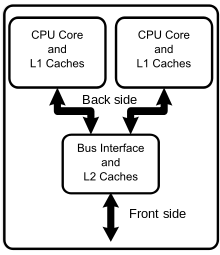 CPU Core
and
L1 Caches
CPU Core
and
L1 Caches
Back side
Bus Interface
and
L2 Caches
Front side